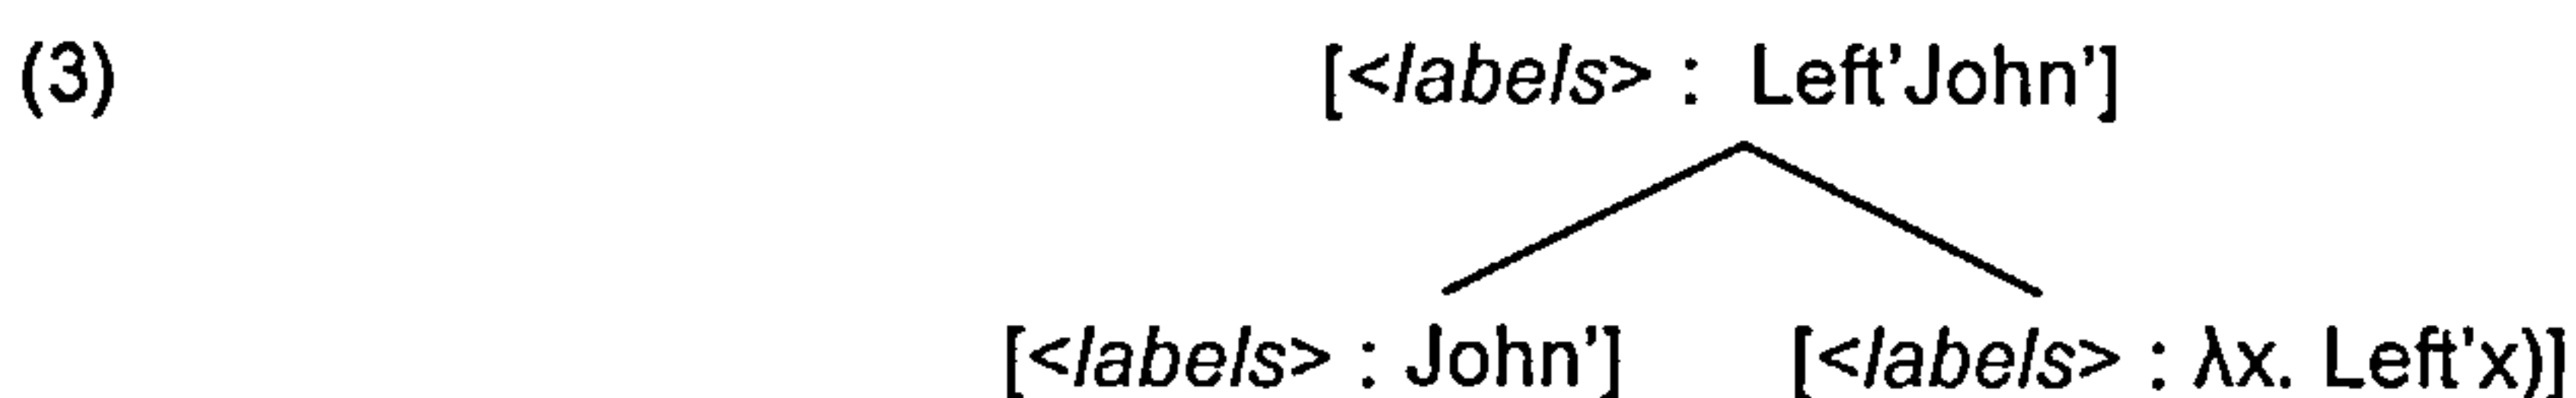 (3) [<labels> : Left'John']
[<labels> : John'] [<labels> : λx. Left'x)]